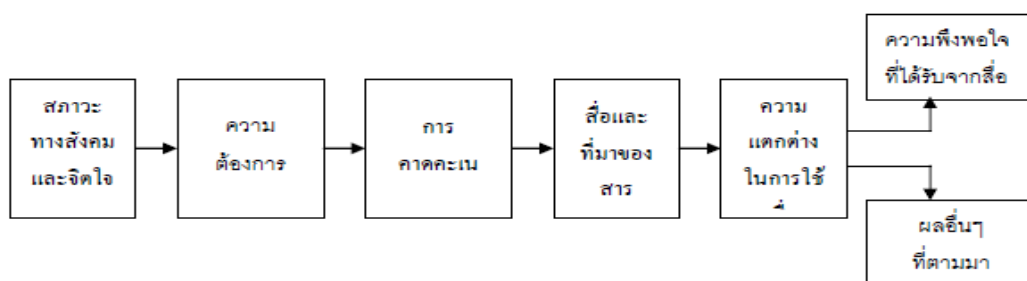 สภาวะ
ทางสังคม
และจิตใจ
ความ
ต้องการ
การ
คาดคะเน
สื่อและ
ที่มาของ
สาร
ความ
แตกต่าง
ในการใช้
ความพึงพอใจ
ที่ได้รับจากสื่อ
ผลอื่นๆ
ที่ตามมา